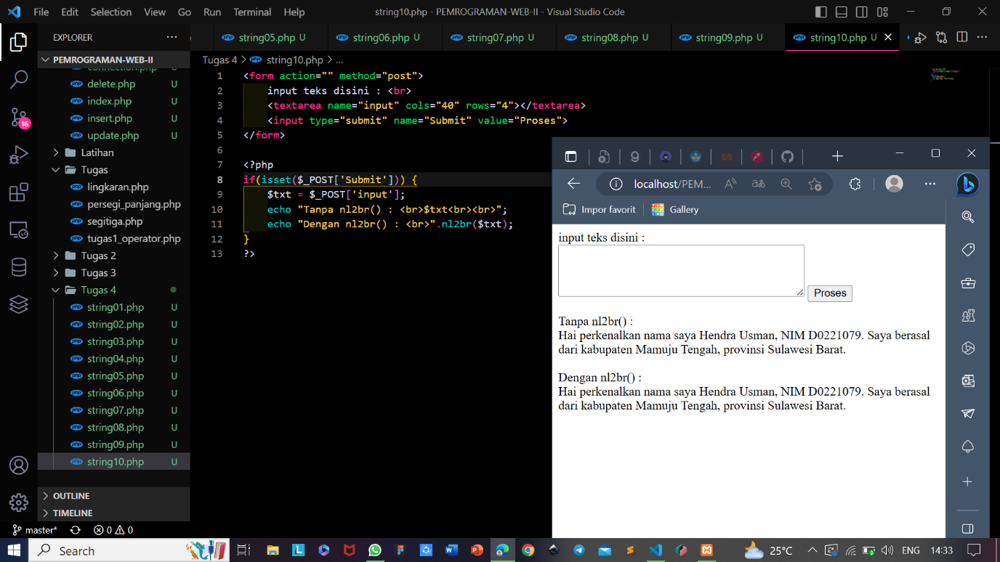 File Edit Selection View Go Run Terminal Help
string10.php - PEMROGRAMAN-WEB-II - Visual Studio Code
EXPLORER
string05.php U
string06.php U
string07.php U
string08.php U
string09.php U
string10.php U
PEMROGRAMAN-WEB-II
connection.php U
delete.php U
index.php U
insert.php U
update.php U
Latihan
Tugas
lingkaran.php
persegi_panjang.php
segitiga.php
tugas1_operator.php
Tugas 2
Tugas 3
Tugas 4
string01.php U
string02.php U
string03.php U
string04.php U
string05.php U
string06.php U
string07.php U
string08.php U
string09.php U
string10.php U
OUTLINE
TIMELINE
16
Tugas 4 > string10.php > ...
1 <form action="" method="post">
2 input teks disini : <br>
3 <textarea name="input" cols="40" rows="4"></textarea>
4 <input type="submit" name="Submit" value="Proses">
5 </form>
6
7 <?php
8 if(isset($_POST['Submit'])) {
9 $txt = $_POST['input'];
10 echo "Tanpa nl2br() : <br>$txt<br><br>";
11 echo "Dengan nl2br() : <br>".nl2br($txt);
12 }
13 ?>
localhost/PEM...
Impor favorit
Gallery
input teks disini :
Proses
Tanpa nl2br() :
Hai perkenalkan nama saya Hendra Usman, NIM D0221079. Saya berasal
dari kabupaten Mamuju Tengah, provinsi Sulawesi Barat.
Dengan nl2br() :
Hai perkenalkan nama saya Hendra Usman, NIM D0221079. Saya berasal
dari kabupaten Mamuju Tengah, provinsi Sulawesi Barat.
master* 0 0
Search
25°C
ENG
14:33